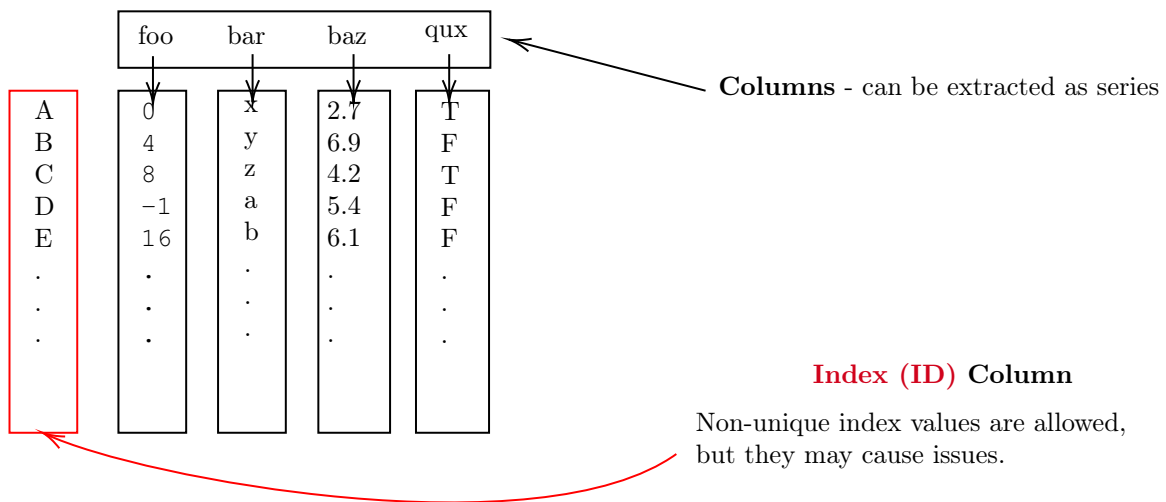 foo bar baz qux
Columns - can be extracted as series
A 0 x 2.7 T
B 4 y 6.9 F
C 8 z 4.2 T
D -1 a 5.4 F
E 16 b 6.1 F
. . . . .
. . . . .
. . . . .
Index (ID) Column
Non-unique index values are allowed,
but they may cause issues.